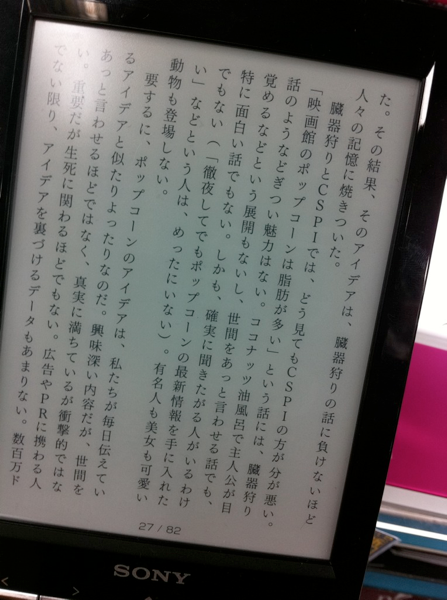 た。その結果、そのアイデアは、臓器狩りの話に負けないほど
人々の記憶に焼きついた。
臓器狩りとCSPIでは、どう見てもCSPIの方が分が悪い。
「映画館のポップコーンは脂肪が多い」という話には、臓器狩り
話のようなどぎつい魅力はない。ココナッツ油風呂で主人公が目
覚めるなどという展開もないし、世間をあっと言わせる話でも、
特に面白い話でもない。しかも、確実に聞きたがる人がいるわけ
でもない(「徹夜してでもポップコーンの最新情報を手に入れた
い」などという人は、めったにいない)。有名人も美女も可愛い
動物も登場しない。
要するに、ポップコーンのアイデアは、私たちが毎日伝えてい
るアイデアと似たりよったりなのだ。興味深い内容だが、世間を
あっと言わせるほどではなく、真実に満ちているが衝撃的ではな
い。重要だが生死に関わるほどでもない。広告やPRに携わる人
でない限り、アイデアを裏づけるデータもあまりない。数百万ド
27/82
SONY